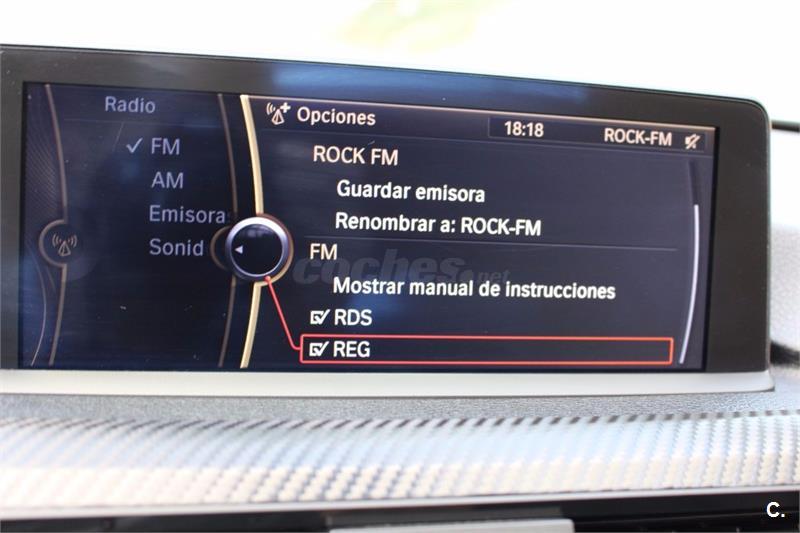 Radio
FM
AM
Emisoras
Sonid
Opciones
18:18
ROCK-FM
ROCK FM
Guardar emisora
Renombrar a: ROCK-FM
FM
coches.net
Mostrar manual de instrucciones
RDS
REG
C.